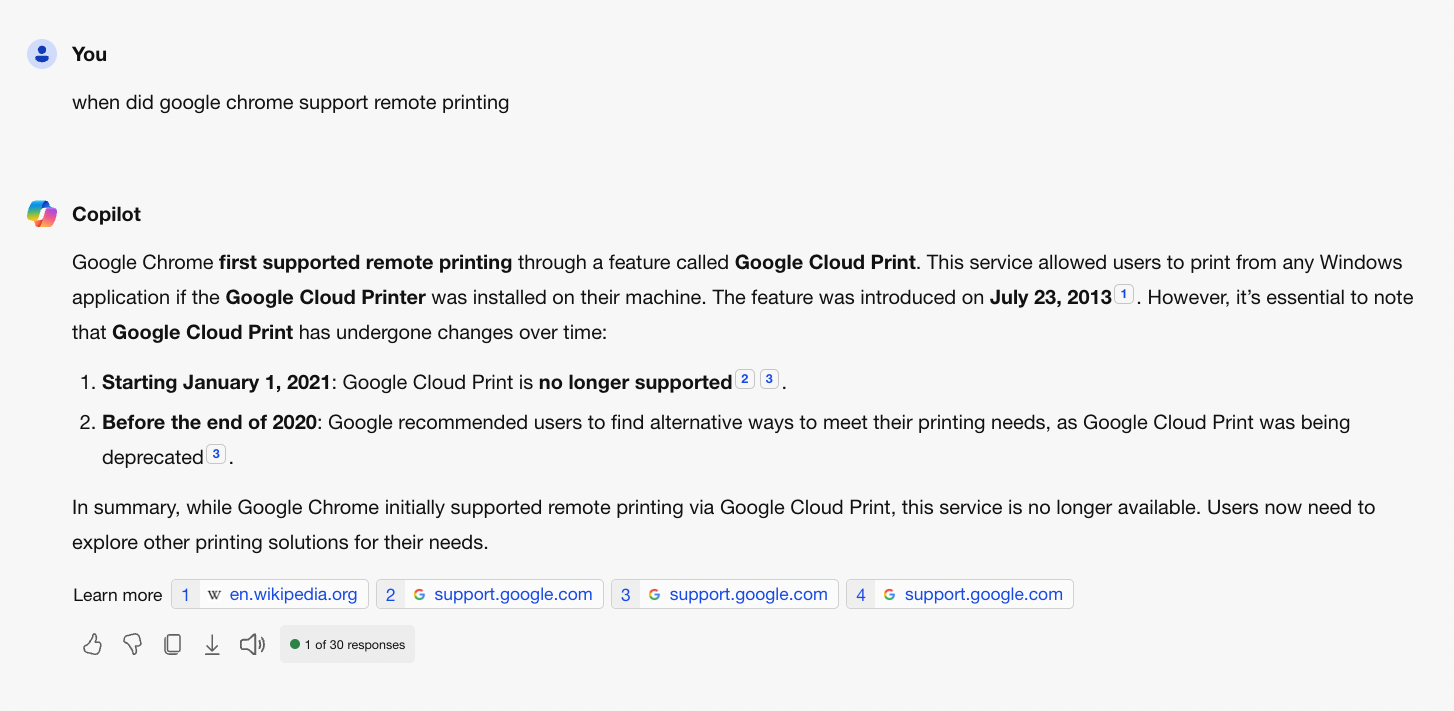 You
when did google chrome support remote printing
Copilot
Google Chrome first supported remote printing through a feature called Google Cloud Print. This service allowed users to print from any Windows
application if the Google Cloud Printer was installed on their machine. The feature was introduced on July 23, 2013 1 . However, it’s essential to note
that Google Cloud Print has undergone changes over time:
1. Starting January 1, 2021: Google Cloud Print is no longer supported 2 3 .
2. Before the end of 2020: Google recommended users to find alternative ways to meet their printing needs, as Google Cloud Print was being
deprecated 3 .
In summary, while Google Chrome initially supported remote printing via Google Cloud Print, this service is no longer available. Users now need to
explore other printing solutions for their needs.
Learn more 1 W en.wikipedia.org 2 G support.google.com 3 G support.google.com 4 G support.google.com
1 of 30 responses